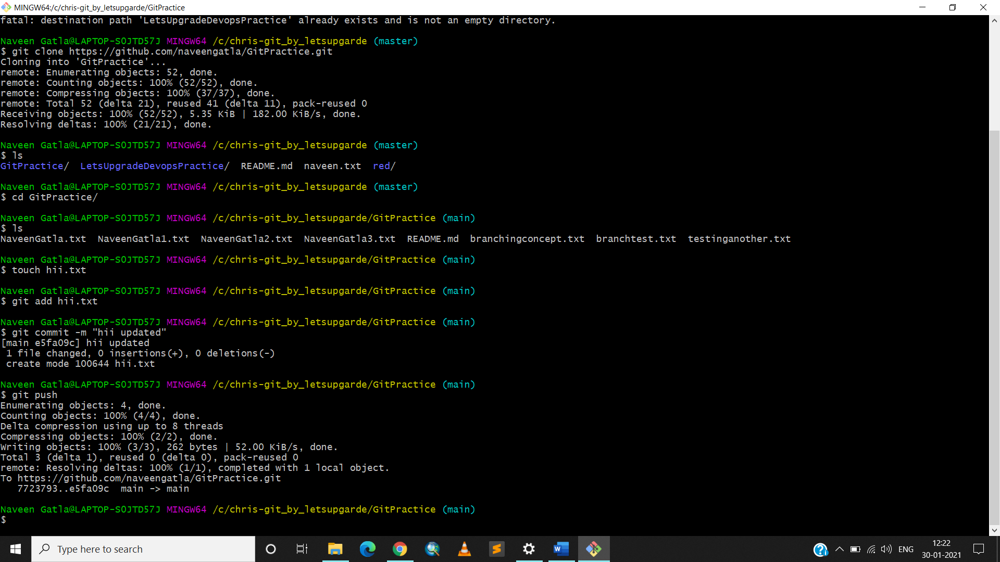 MINGW64:/c/chris-git_by_letsupgarde/GitPractice
fatal: destination path 'LetsUpgradeDevopsPractice' already exists and is not an empty directory.
Naveen Gatla@LAPTOP-S0JTD57J MINGW64 /c/chris-git_by_letsupgarde (master)
$ git clone https://github.com/naveengatla/GitPractice.git
Cloning into 'GitPractice'...
remote: Enumerating objects: 52, done.
remote: Counting objects: 100% (52/52), done.
remote: Compressing objects: 100% (37/37), done.
remote: Total 52 (delta 21), reused 41 (delta 11), pack-reused 0
Receiving objects: 100% (52/52), 5.35 KiB | 182.00 KiB/s, done.
Resolving deltas: 100% (21/21), done.
Naveen Gatla@LAPTOP-S0JTD57J MINGW64 /c/chris-git_by_letsupgarde (master)
$ ls
GitPractice/  LetsUpgradeDevopsPractice/  README.md  naveen.txt  red/
Naveen Gatla@LAPTOP-S0JTD57J MINGW64 /c/chris-git_by_letsupgarde (master)
$ cd GitPractice/
Naveen Gatla@LAPTOP-S0JTD57J MINGW64 /c/chris-git_by_letsupgarde/GitPractice (main)
$ ls
NaveenGatla.txt  NaveenGatla1.txt  NaveenGatla2.txt  NaveenGatla3.txt  README.md  branchingconcept.txt  branchtest.txt  testinganother.txt
Naveen Gatla@LAPTOP-S0JTD57J MINGW64 /c/chris-git_by_letsupgarde/GitPractice (main)
$ touch hii.txt
Naveen Gatla@LAPTOP-S0JTD57J MINGW64 /c/chris-git_by_letsupgarde/GitPractice (main)
$ git add hii.txt
Naveen Gatla@LAPTOP-S0JTD57J MINGW64 /c/chris-git_by_letsupgarde/GitPractice (main)
$ git commit -m "hii updated"
[main e5fa09c] hii updated
 1 file changed, 0 insertions(+), 0 deletions(-)
 create mode 100644 hii.txt
Naveen Gatla@LAPTOP-S0JTD57J MINGW64 /c/chris-git_by_letsupgarde/GitPractice (main)
$ git push
Enumerating objects: 4, done.
Counting objects: 100% (4/4), done.
Delta compression using up to 8 threads
Compressing objects: 100% (2/2), done.
Writing objects: 100% (3/3), 262 bytes | 52.00 KiB/s, done.
Total 3 (delta 1), reused 0 (delta 0), pack-reused 0
remote: Resolving deltas: 100% (1/1), completed with 1 local object.
To https://github.com/naveengatla/GitPractice.git
   7723793..e5fa09c  main -> main
Naveen Gatla@LAPTOP-S0JTD57J MINGW64 /c/chris-git_by_letsupgarde/GitPractice (main)
$
Type here to search
ENG
12:22
30-01-2021